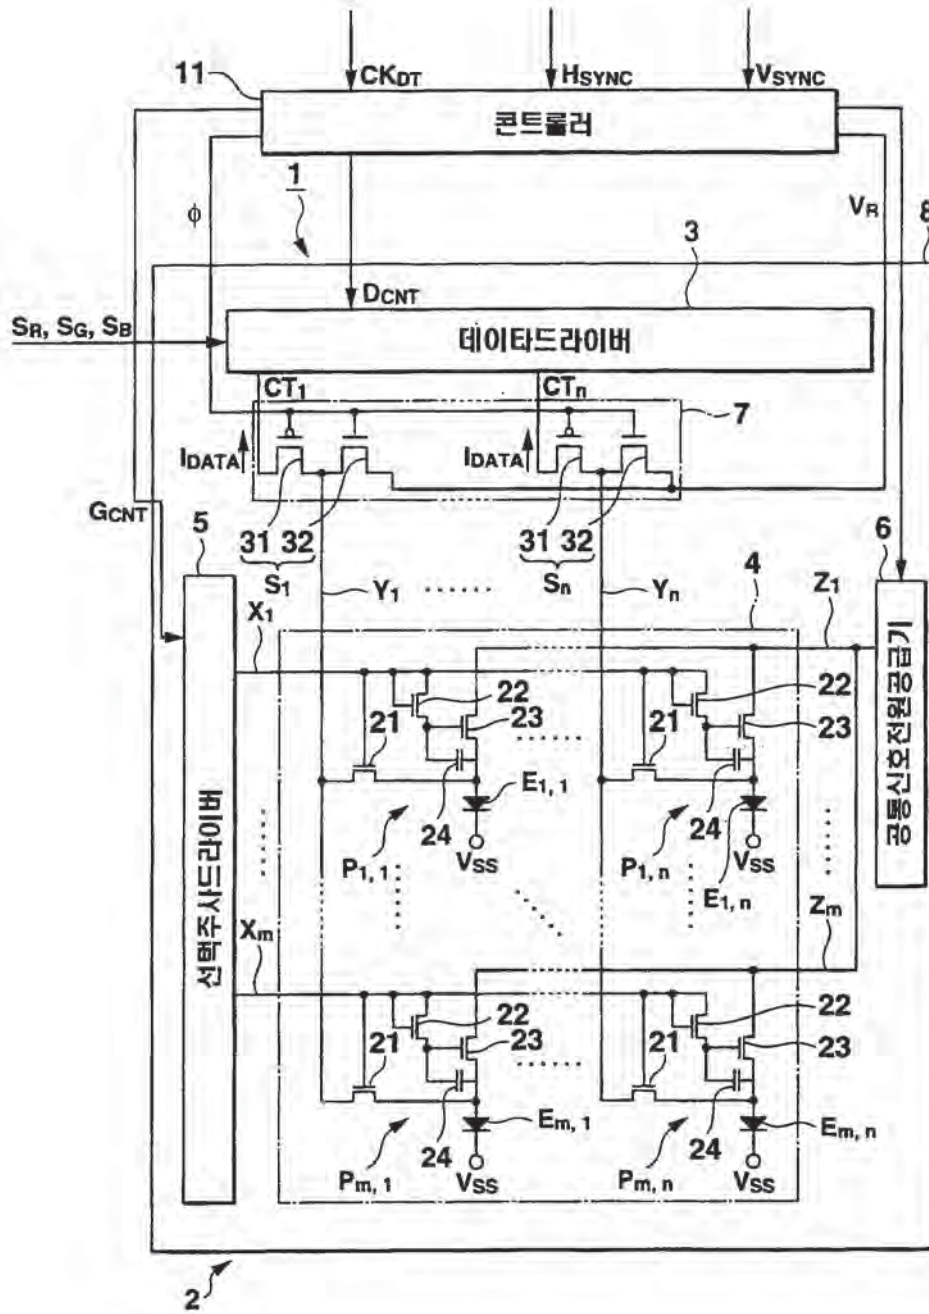 CKDT HSYNC VSYNC
11
콘트롤러
1
φ
VR
8
3
DCNT
SR, SG, SB
데이타드라이버
CT1 CTn
7
IDATA IDATA
GCNT
5
31 32 31 32
6
S1 Sn
4
Z1
Y1 Yn
X1
선택주사드라이버
공통신호전원공급기
22 22
21 23 21 23
E1, 1
24 24
P1, 1 VSS P1, n VSS
E1, n
Xm Zm
22 22
21 23 21 23
Em, 1 Em, n
24 24
Pm, 1 VSS Pm, n VSS
2